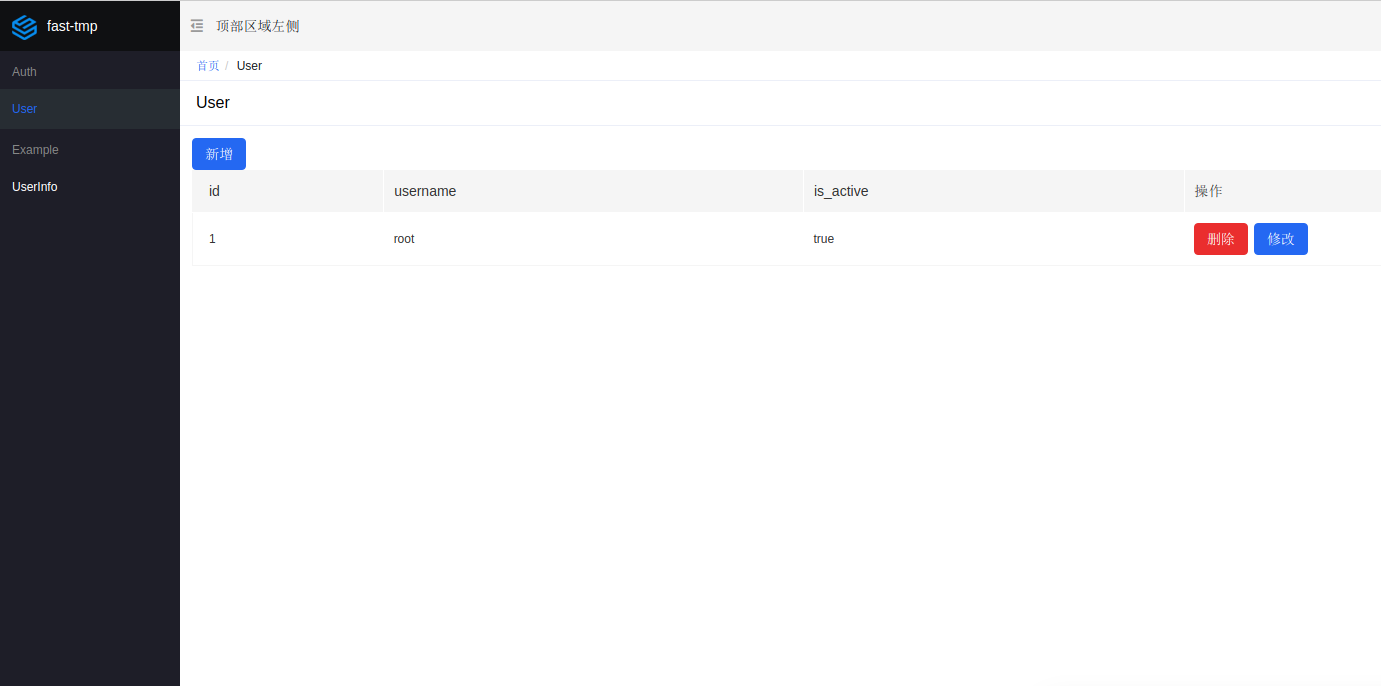 fast-tmp
顶部区域左侧
Auth
User
Example
UserInfo
首页 / User
User
新增
id username is_active 操作
1 root true 删除 修改